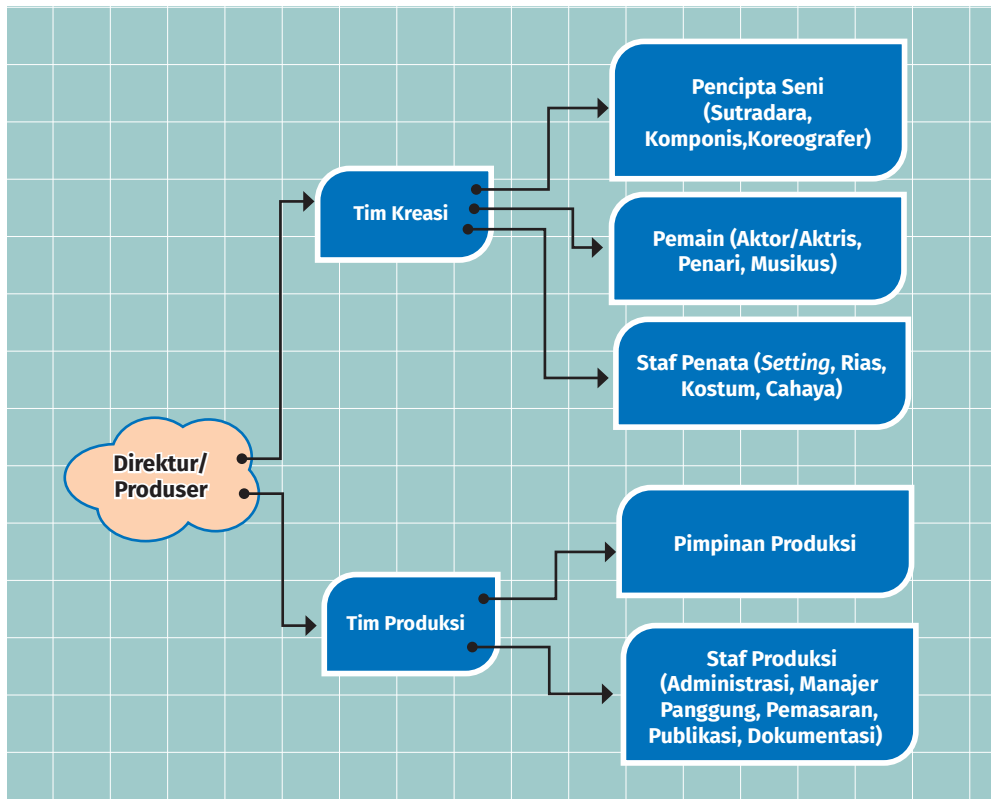 Direktur/
Produser
Tim Kreasi
Pencipta Seni
(Sutradara,
Komponis,Koreografer)
Pemain (Aktor/Aktris,
Penari, Musikus)
Staf Penata (Setting, Rias,
Kostum, Cahaya)
Tim Produksi
Pimpinan Produksi
Staf Produksi
(Administrasi, Manajer
Panggung, Pemasaran,
Publikasi, Dokumentasi)